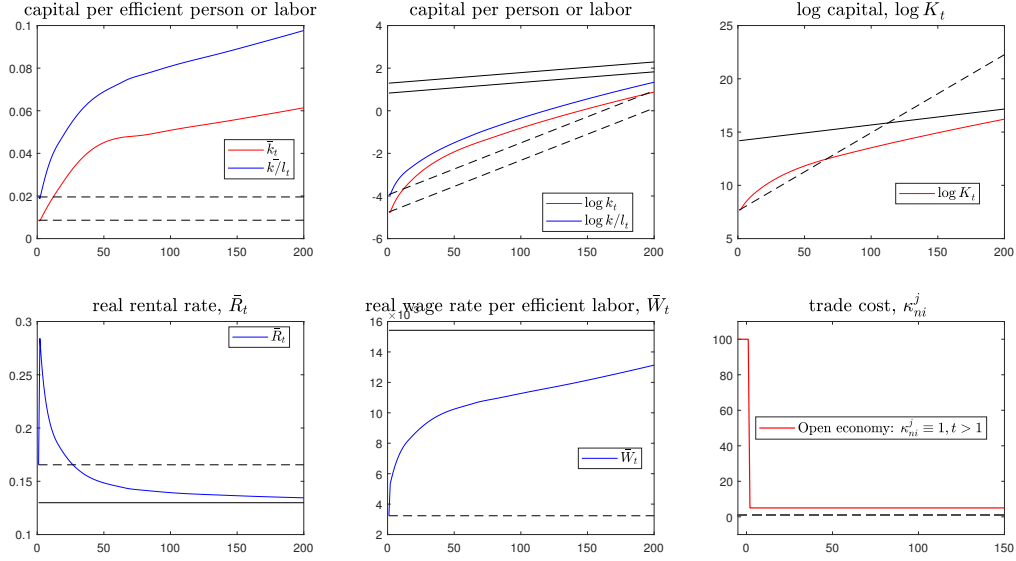 capital per efficient person or labor
0.1
0.08
0.06
0.04
0.02
0
0 50 100 150 200
k̄_t
k̄/l_t
capital per person or labor
4
2
0
-2
-4
-6
0 50 100 150 200
log k_t
log k/l_t
log capital, log K_t
25
20
15
10
5
0 50 100 150 200
log K_t
real rental rate, R̄_t
0.3
0.25
0.2
0.15
0.1
0 50 100 150 200
R̄_t
real wage rate per efficient labor, W̄_t
16
14
12
10
8
6
4
2
0 50 100 150 200
W̄_t
trade cost, κ^j_{ni}
100
80
60
40
20
0
0 50 100 150
Open economy: κ^j_{ni} ≡ 1, t > 1